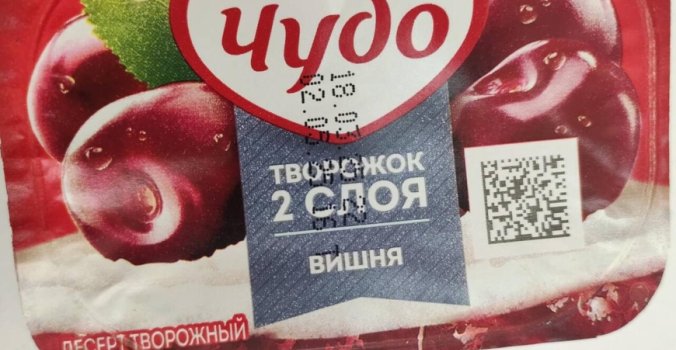 Чудо
ТВОРОЖОК
2 СЛОЯ
ВИШНЯ
ДЕСЕРТ ТВОРОЖНЫЙ